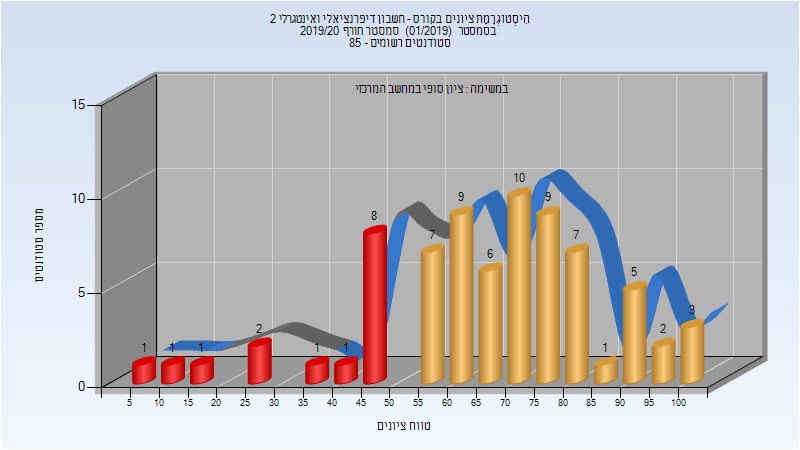 היסטוגרמת ציונים בקורס - חשבון דיפרנציאלי ואינטגרלי 2
בסמסטר (01/2019) סמסטר חורף 2019/20
סטודנטים רשומים - 85
במשימה : ציון סופי במחשב המרכזי
15
10
5
0
מספר סטודנטים
1 1 1 2 1 1 8 7 9 6 10 9 7 1 5 2 3
5 10 15 20 25 30 35 40 45 50 55 60 65 70 75 80 85 90 95 100
טווח ציונים